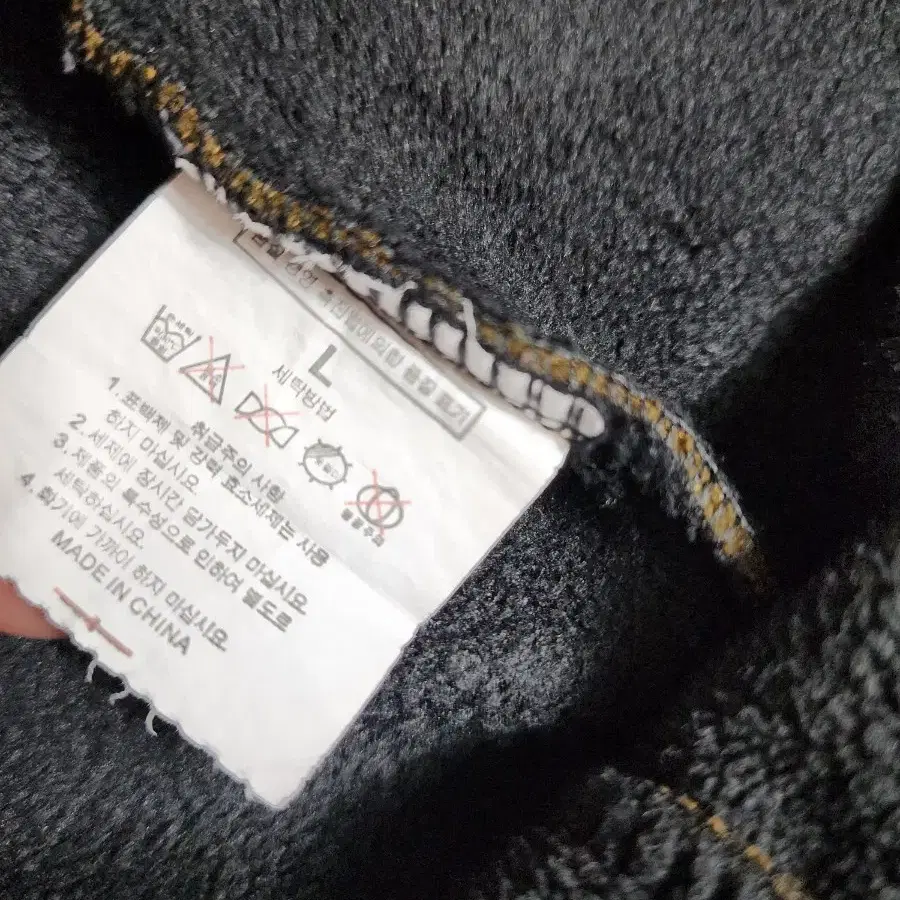 L
세탁방법
취급주의 사항
1. 표백제 및 강력 효소세제는 사용
하지 마십시요
2. 세제에 장시간 담가두지 마십시요
3. 제품의 특수성으로 인하여 별도로
세탁하십시요.
4. 화기에 가까이 하지 마십시요.
MADE IN CHINA